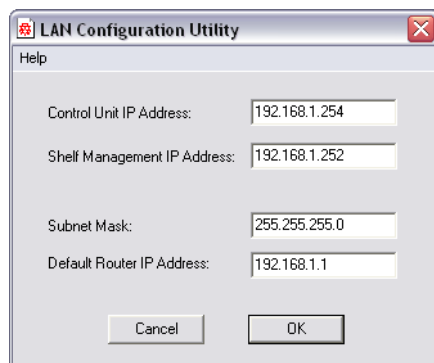 LAN Configuration Utility
Help
Control Unit IP Address: 192.168.1.254
Shelf Management IP Address: 192.168.1.252
Subnet Mask: 255.255.255.0
Default Router IP Address: 192.168.1.1
Cancel OK